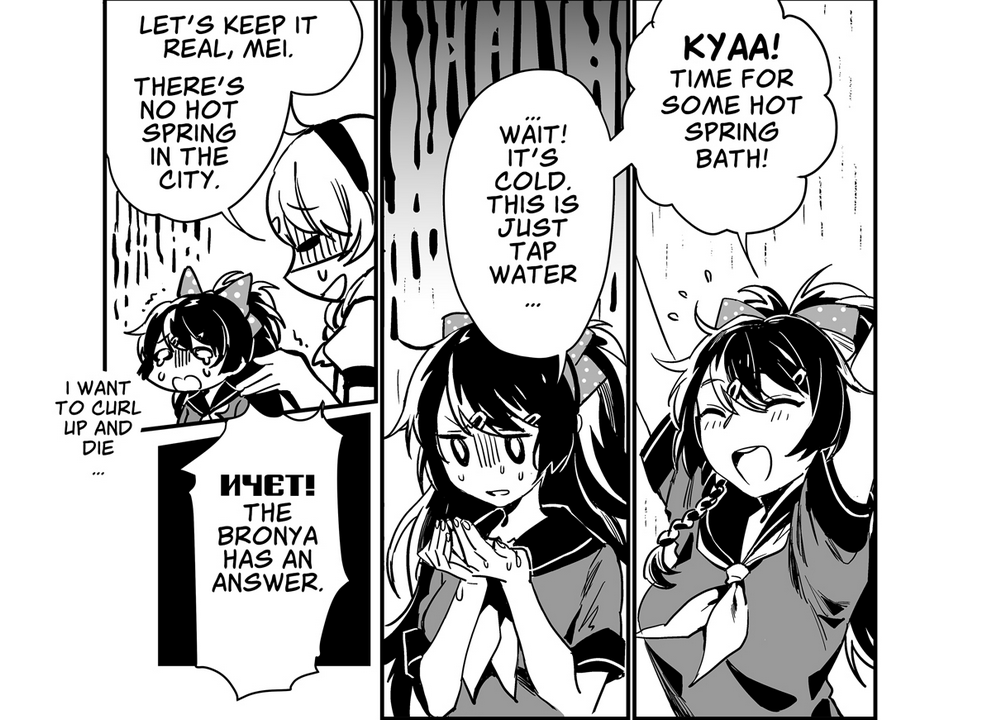 KYAA!
TIME FOR
SOME HOT
SPRING
BATH!
...
WAIT!
IT'S
COLD.
THIS IS
JUST
TAP
WATER
...
LET'S KEEP IT
REAL, MEI.
THERE'S
NO HOT
SPRING
IN THE
CITY.
I WANT
TO CURL
UP AND
DIE
...
ИЧЕТ!
THE
BRONYA
HAS AN
ANSWER.